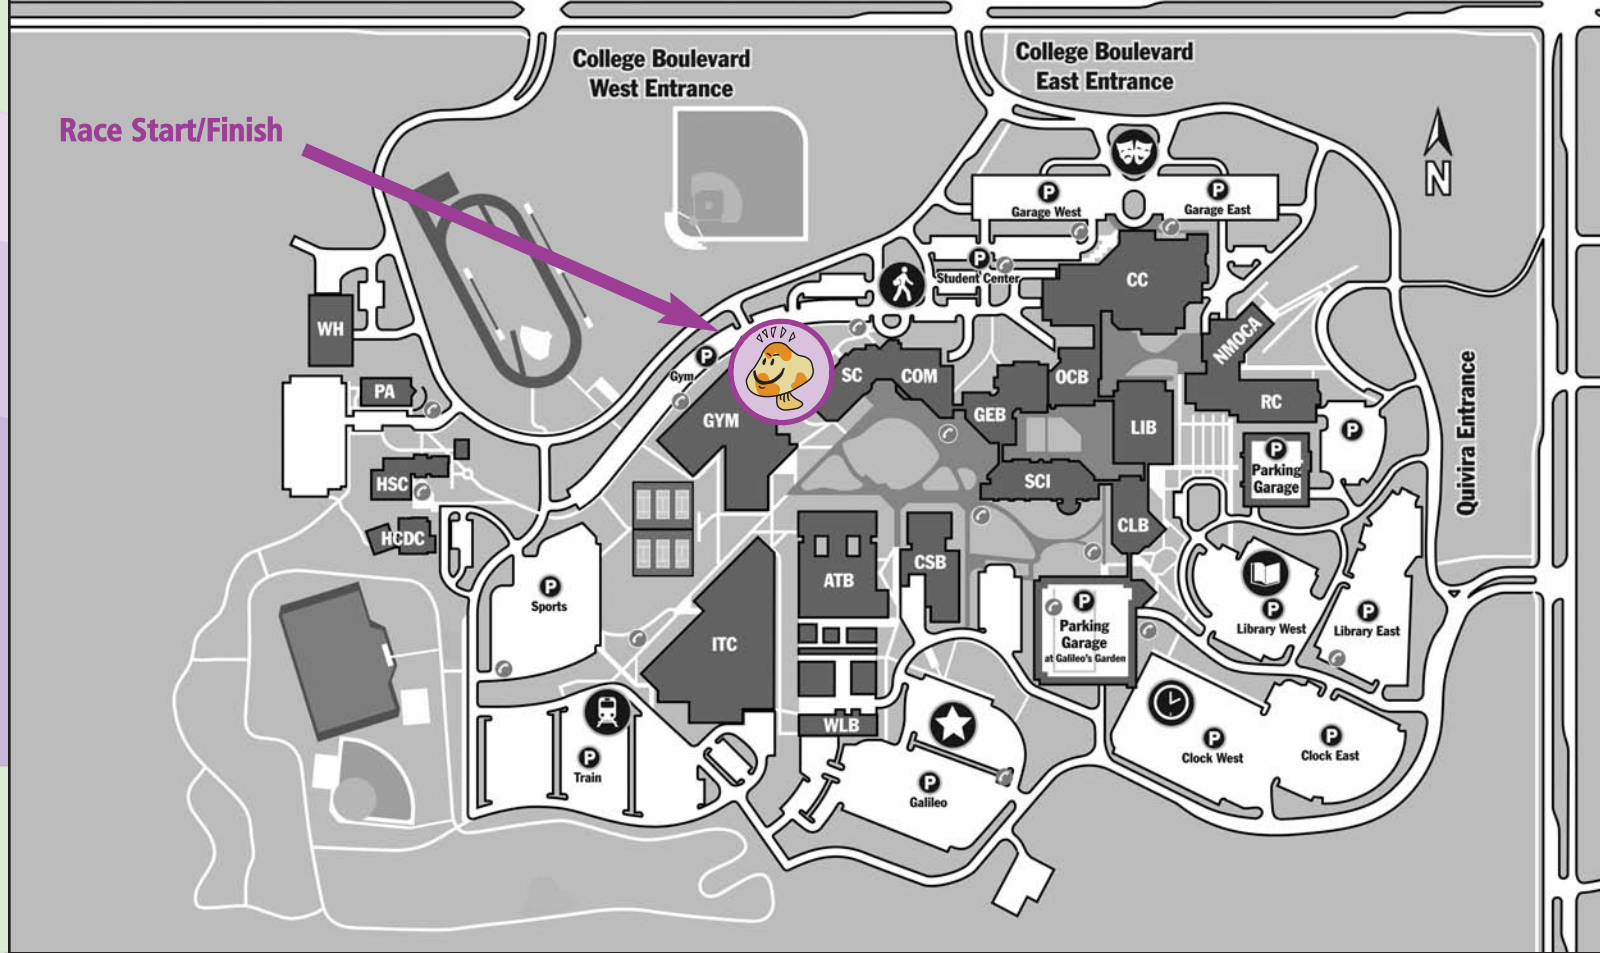 College Boulevard
West Entrance
College Boulevard
East Entrance
Race Start/Finish
N
P
Garage West
P
Garage East
P
Student Center
CC
WH
NMOCA
P
Gym
PA
SC
COM
OCB
GEB
RC
GYM
LIB
P
Quivira Entrance
P
Parking
Garage
HSC
SCI
HCDC
CLB
ATB
CSB
P
Sports
P
Parking
Garage
at Galileo's Garden
P
Library West
P
Library East
ITC
WLB
P
Train
P
Galileo
P
Clock West
P
Clock East